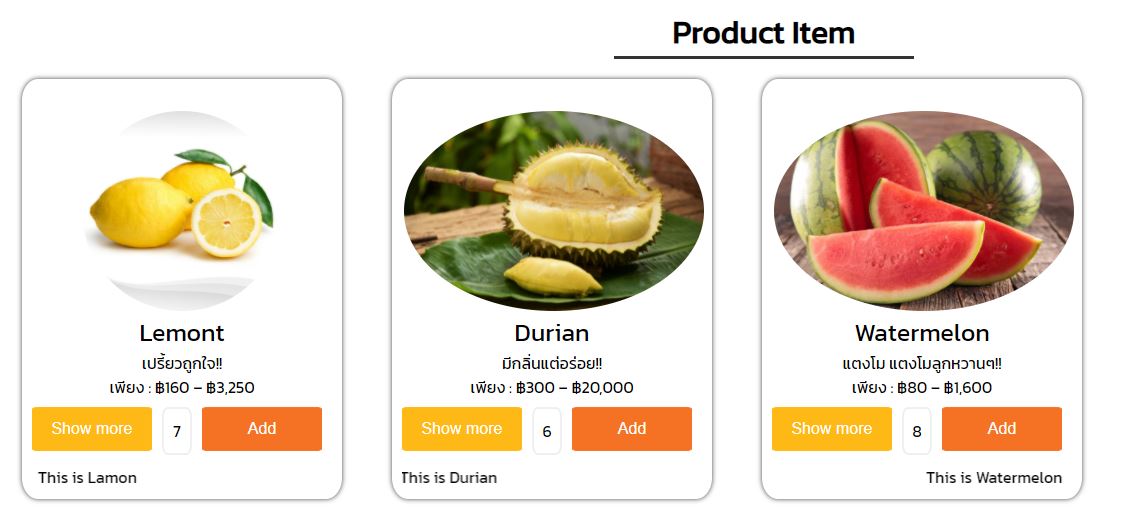 Product Item
Lemont
เปรี้ยวถูกใจ!!
เพียง : ฿160 – ฿3,250
Show more 7 Add
This is Lamon
Durian
มีกลิ่นแต่อร่อย!!
เพียง : ฿300 – ฿20,000
Show more 6 Add
This is Durian
Watermelon
แตงโม แตงโมลูกหวานๆ!!
เพียง : ฿80 – ฿1,600
Show more 8 Add
This is Watermelon